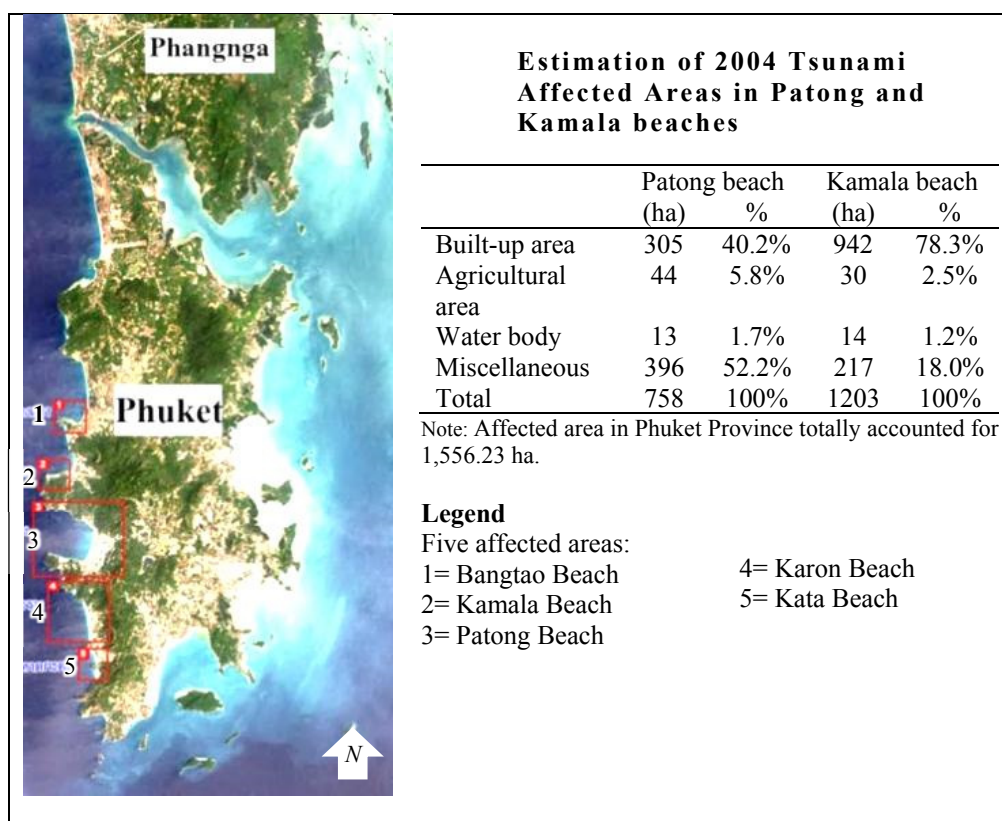 Phangnga
Phuket
1
2
3
4
5
N
Estimation of 2004 Tsunami
Affected Areas in Patong and
Kamala beaches
Patong beach Kamala beach
(ha) % (ha) %
Built-up area 305 40.2% 942 78.3%
Agricultural 44 5.8% 30 2.5%
area
Water body 13 1.7% 14 1.2%
Miscellaneous 396 52.2% 217 18.0%
Total 758 100% 1203 100%
Note: Affected area in Phuket Province totally accounted for
1,556.23 ha.
Legend
Five affected areas:
1= Bangtao Beach
2= Kamala Beach
3= Patong Beach
4= Karon Beach
5= Kata Beach